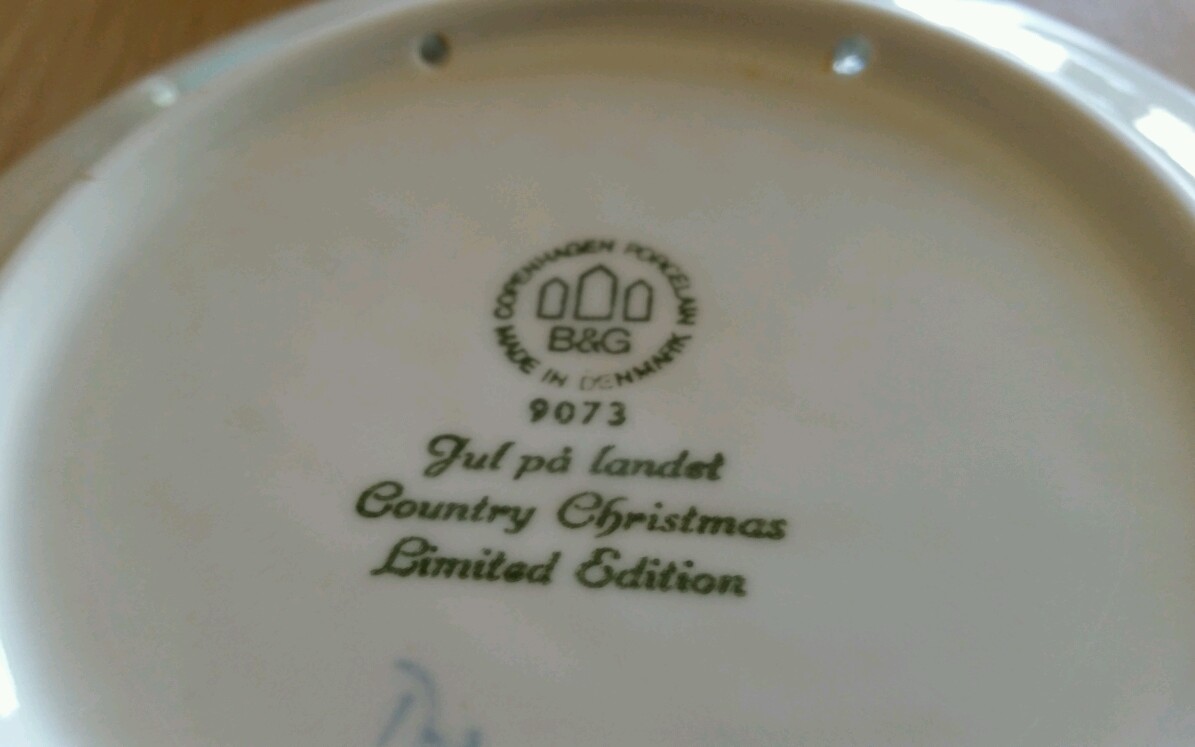 COPENHAGEN PORCELAIN
B&G
MADE IN DENMARK
9073
Jul på landet
Country Christmas
Limited Edition